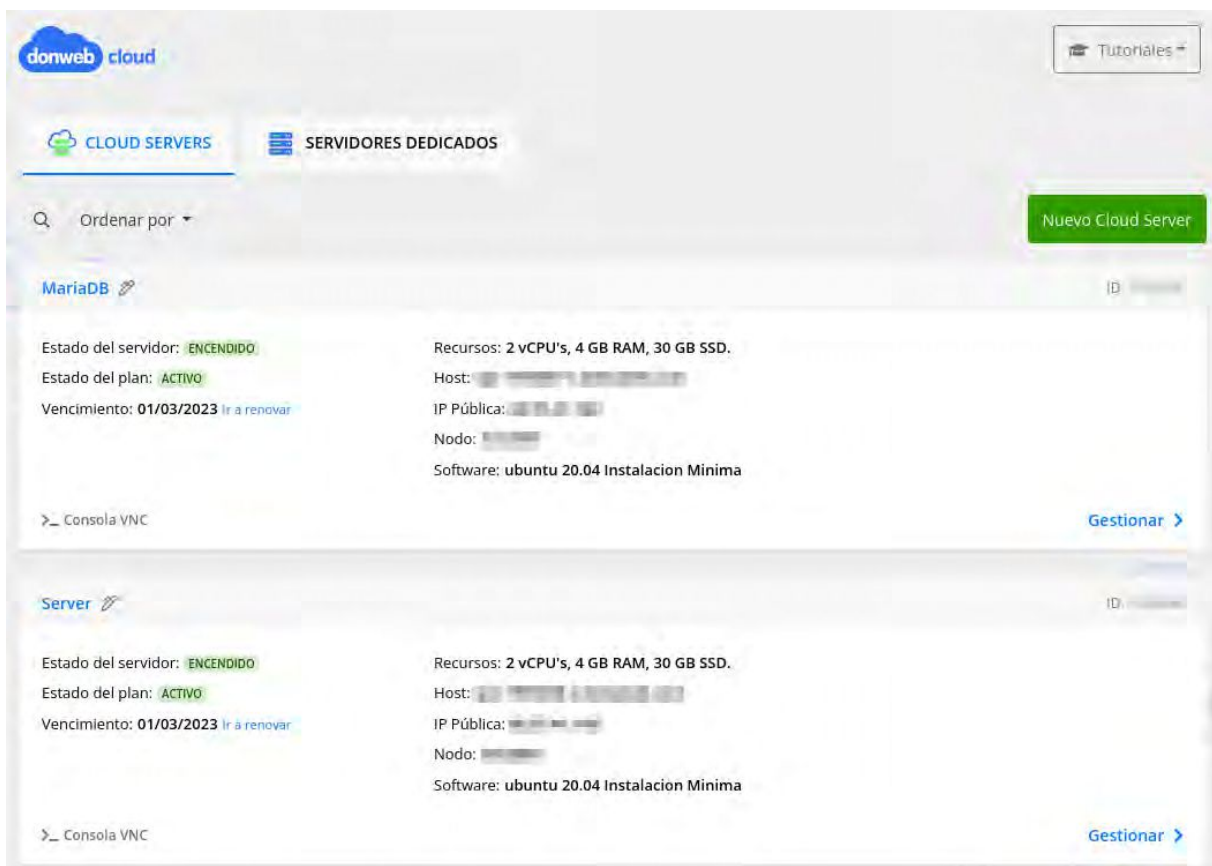 donweb cloud
Tutoriales
CLOUD SERVERS
SERVIDORES DEDICADOS
Ordenar por
Nuevo Cloud Server
MariaDB
ID:
Estado del servidor: ENCENDIDO
Recursos: 2 vCPU's, 4 GB RAM, 30 GB SSD.
Estado del plan: ACTIVO
Host:
Vencimiento: 01/03/2023 Ir a renovar
IP Pública:
Nodo:
Software: ubuntu 20.04 Instalacion Minima
>_ Consola VNC
Gestionar >
Server
ID:
Estado del servidor: ENCENDIDO
Recursos: 2 vCPU's, 4 GB RAM, 30 GB SSD.
Estado del plan: ACTIVO
Host:
Vencimiento: 01/03/2023 Ir a renovar
IP Pública:
Nodo:
Software: ubuntu 20.04 Instalacion Minima
>_ Consola VNC
Gestionar >